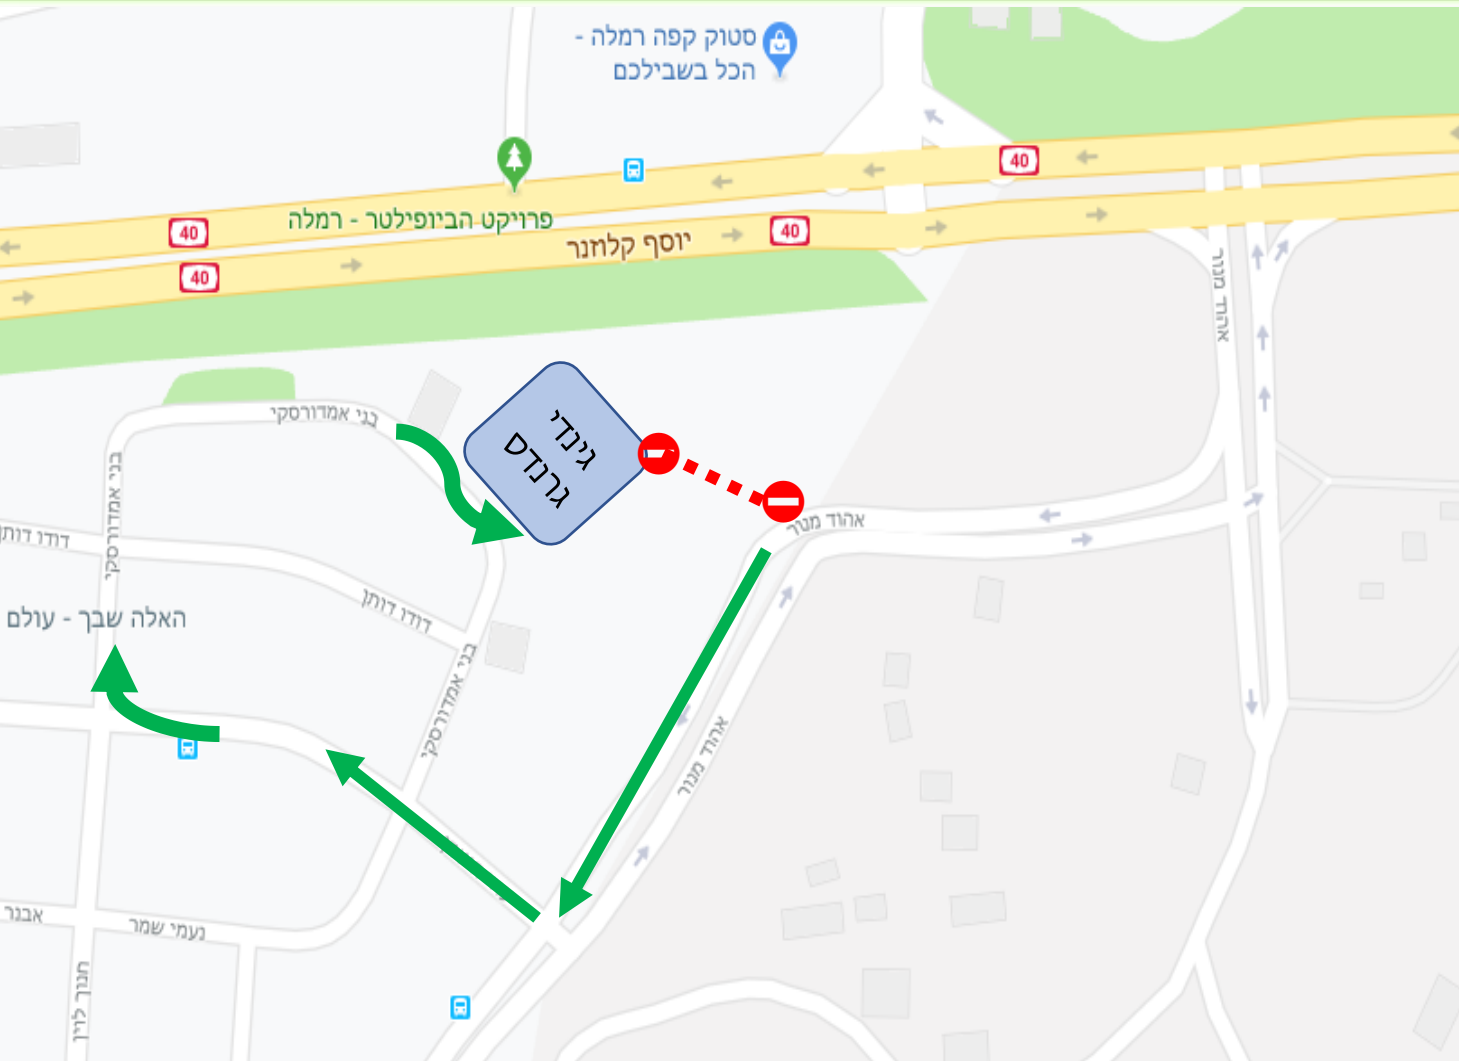 סטוק קפה רמלה -
הכל בשבילכם
40
פרויקט הביופילטר - רמלה
40
יוסף קלוזנר
40
40
אהוד מנור
גינדי
גרנדס
בני אמדורסקי
בני אמדורסקי
אהוד מנור
דודו דותן
דודו דותן
האלה שבך - עולם
בני אמדורסקי
אהוד מנור
אבנר
נעמי שמר
חנוך לוין